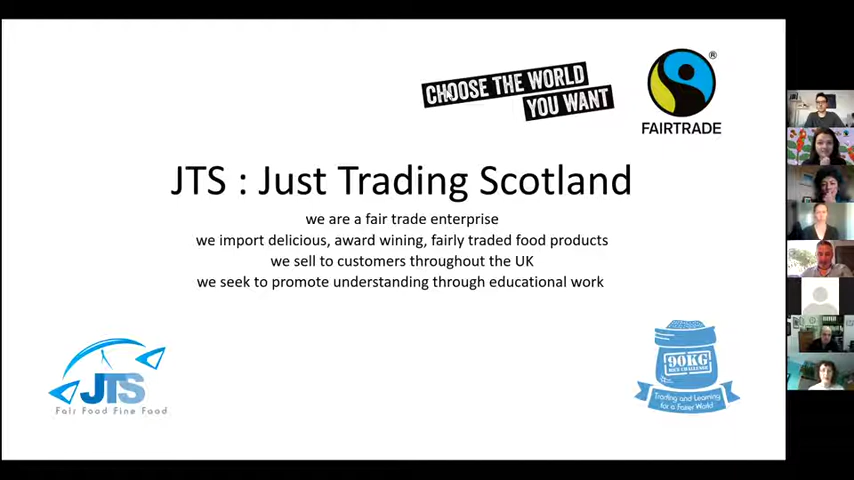 CHOOSE THE WORLD
YOU WANT
®
FAIRTRADE
JTS : Just Trading Scotland
we are a fair trade enterprise
we import delicious, award wining, fairly traded food products
we sell to customers throughout the UK
we seek to promote understanding through educational work
JTS
Fair Food Fine Food
90KG
RICE CHALLENGE
Trading and Learning
for a Fairer World